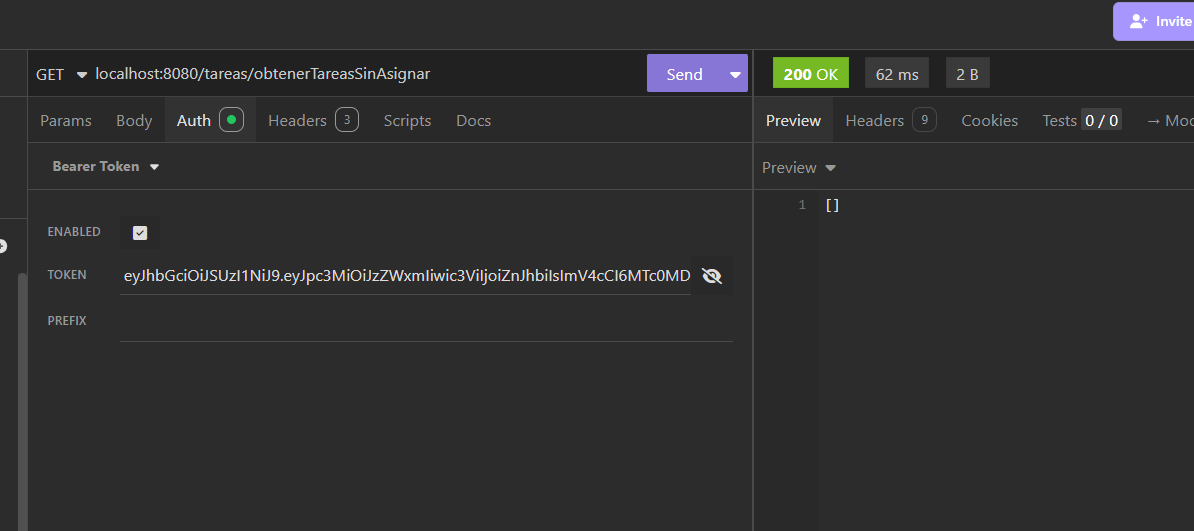 Invite
GET localhost:8080/tareas/obtenerTareasSinAsignar Send
200 OK 62 ms 2 B
Params Body Auth Headers 3 Scripts Docs
Preview Headers 9 Cookies Tests 0 / 0 → Moc
Bearer Token
Preview
1 []
ENABLED
TOKEN eyJhbGciOiJSUzI1NiJ9.eyJpc3MiOiJzZWxmIiwic3ViIjoiZnJhbiIsImV4cCI6MTc0MD
PREFIX